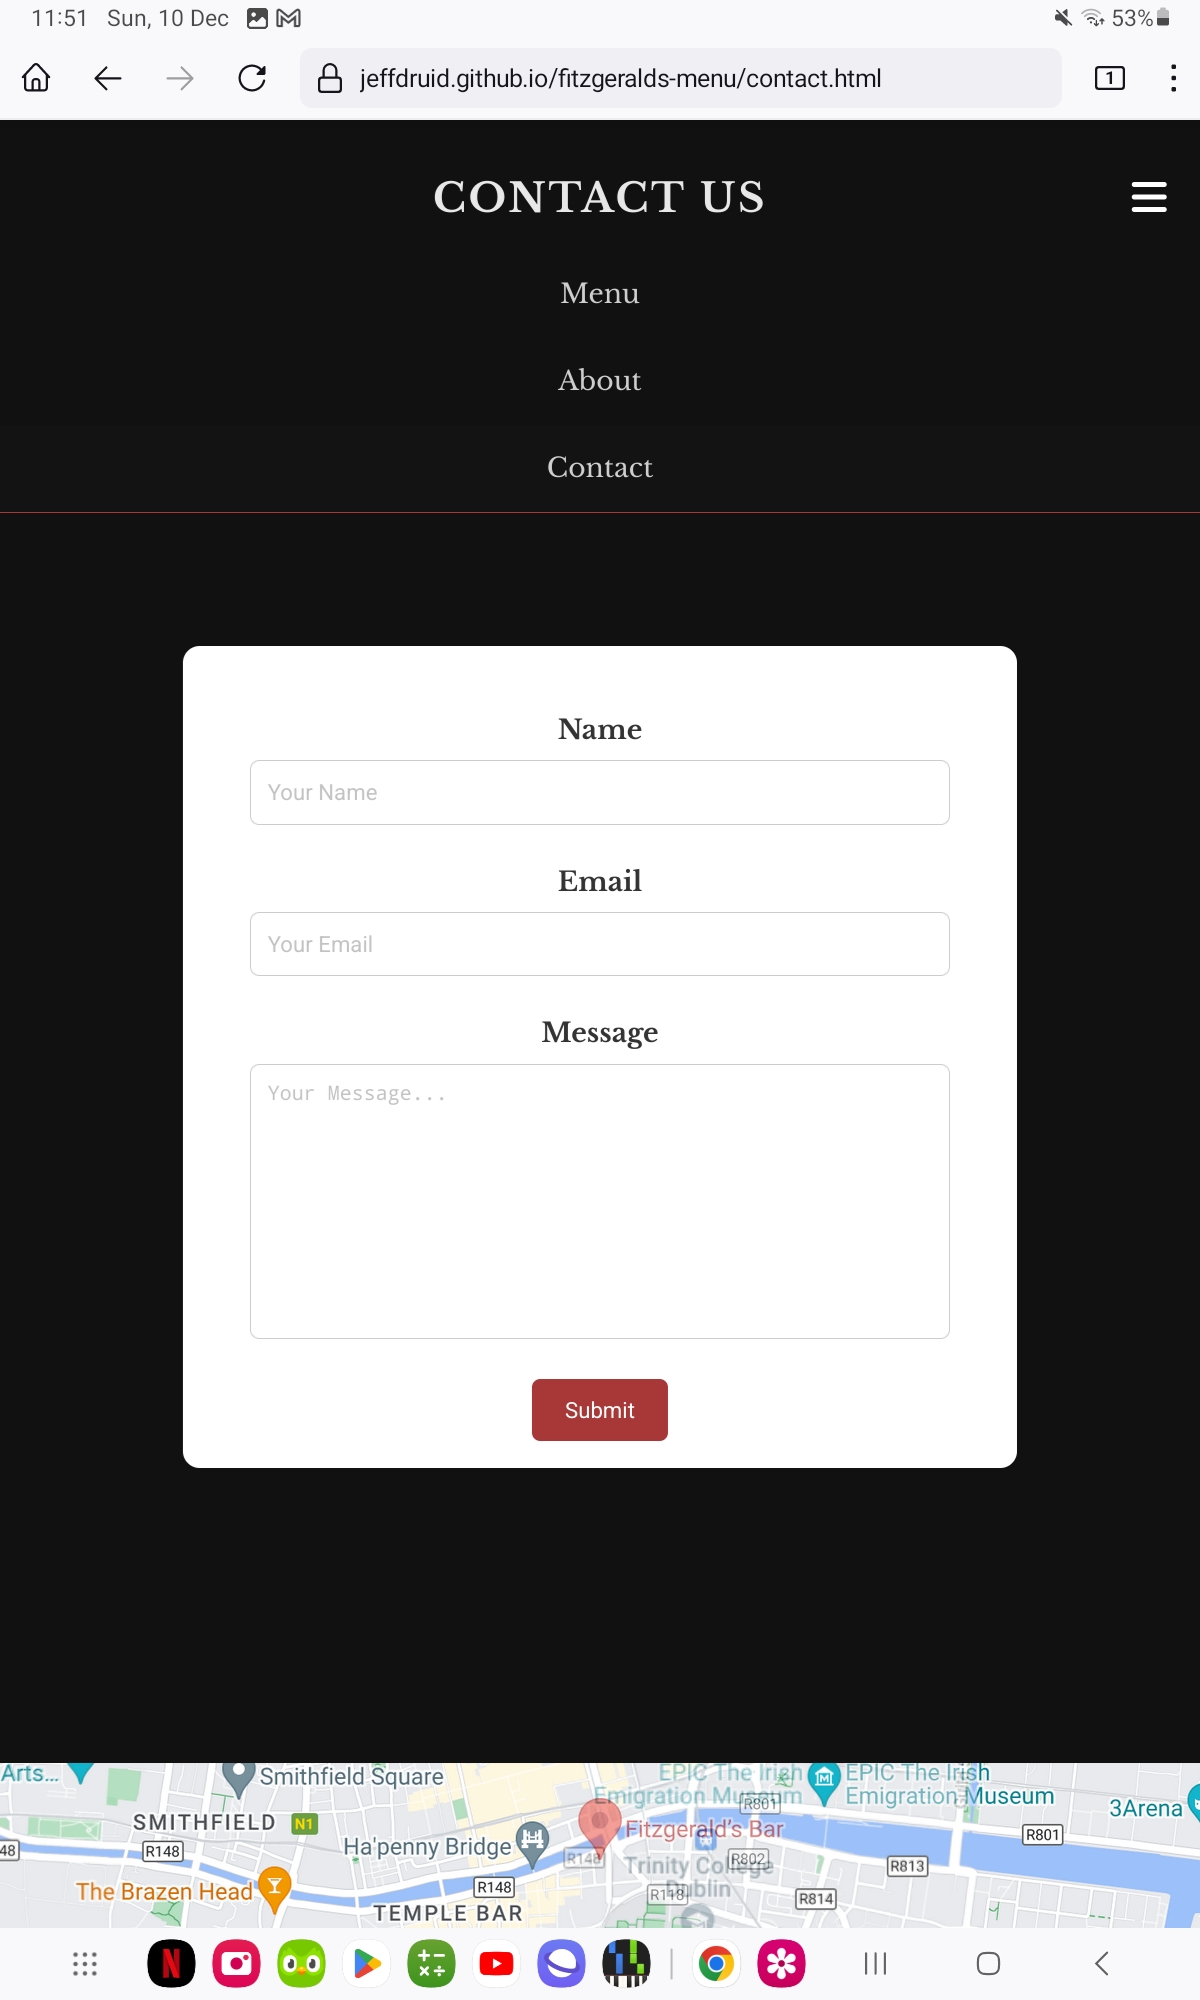 11:51 Sun, 10 Dec 53%
jeffdruid.github.io/fitzgeralds-menu/contact.html 1
CONTACT US
Menu
About
Contact
Name
Your Name
Email
Your Email
Message
Your Message...
Submit
Arts...
Smithfield Square
EPIC The Irish
Emigration Museum
EPIC The Irish
Emigration Museum
3Arena
SMITHFIELD
N1
R801
Fitzgerald's Bar
R801
48
R148
Ha'penny Bridge
R148
Trinity College
Dublin
R802
R813
The Brazen Head
R148
R118
R814
TEMPLE BAR
N